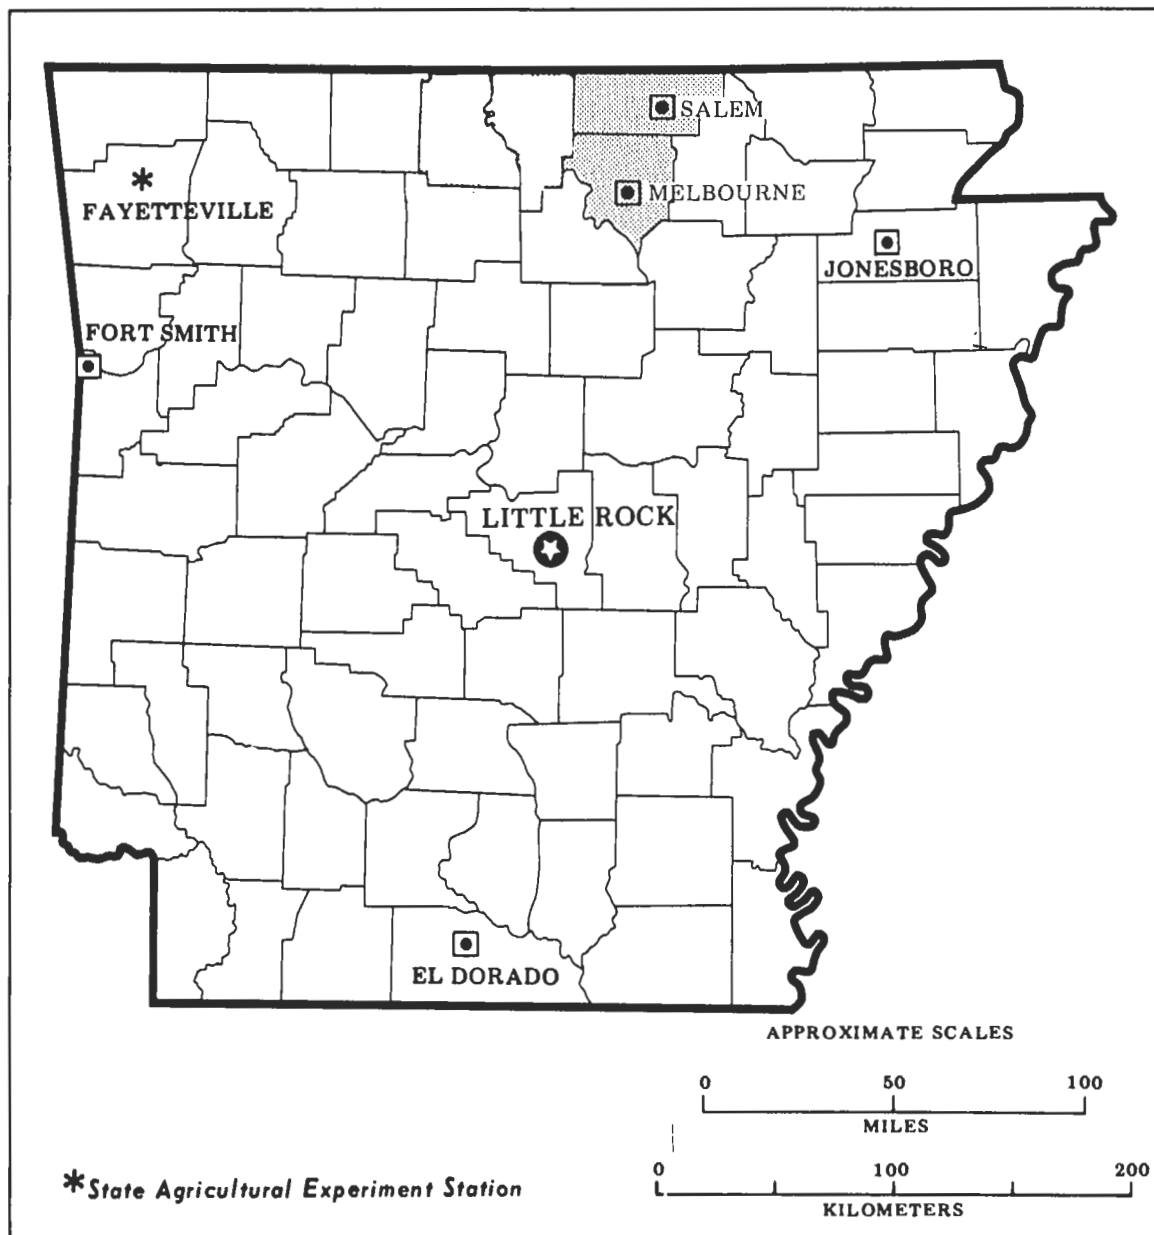 SALEM
MELBOURNE
FAYETTEVILLE
JONESBORO
FORT SMITH
LITTLE ROCK
EL DORADO
APPROXIMATE SCALES
0 50 100
MILES
0 100 200
KILOMETERS
*State Agricultural Experiment Station